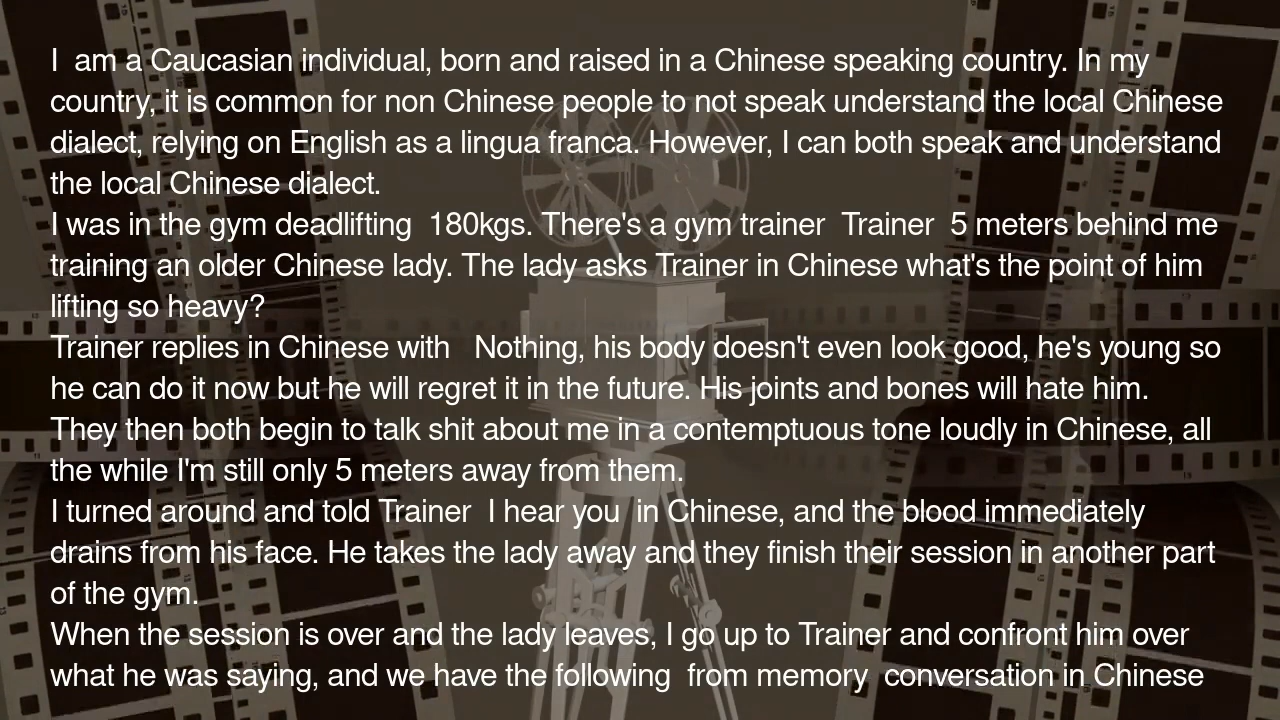 I  am a Caucasian individual, born and raised in a Chinese speaking country. In my
country, it is common for non Chinese people to not speak understand the local Chinese
dialect, relying on English as a lingua franca. However, I can both speak and understand
the local Chinese dialect.
I was in the gym deadlifting  180kgs. There's a gym trainer  Trainer  5 meters behind me
training an older Chinese lady. The lady asks Trainer in Chinese what's the point of him
lifting so heavy?
Trainer replies in Chinese with   Nothing, his body doesn't even look good, he's young so
he can do it now but he will regret it in the future. His joints and bones will hate him.
They then both begin to talk shit about me in a contemptuous tone loudly in Chinese, all
the while I'm still only 5 meters away from them.
I turned around and told Trainer  I hear you  in Chinese, and the blood immediately
drains from his face. He takes the lady away and they finish their session in another part
of the gym.
When the session is over and the lady leaves, I go up to Trainer and confront him over
what he was saying, and we have the following  from memory  conversation in Chinese